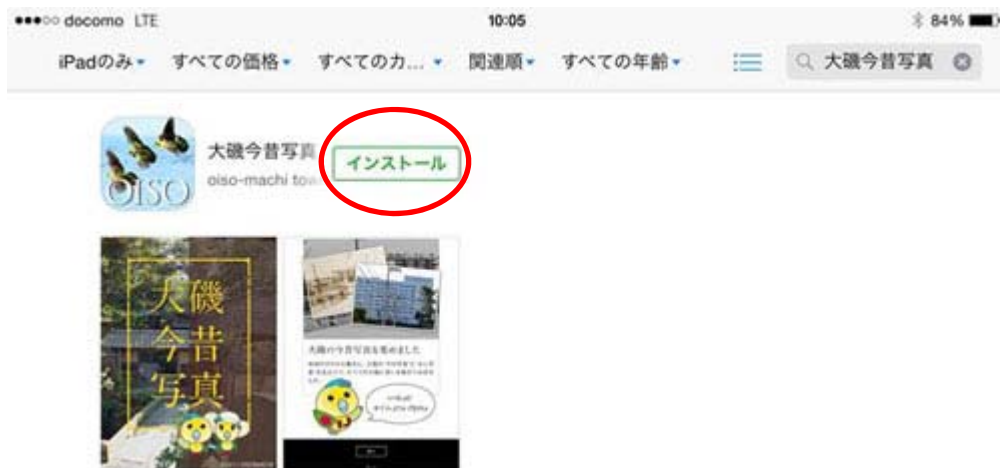 docomo LTE 10:05 84%
iPadのみ すべての価格 すべてのカ... 関連順 すべての年齢 大磯今昔写真
大磯今昔写真 インストール
oiso-machi
OISO
大磯
今昔
写真
大磯の今昔写真を集めました